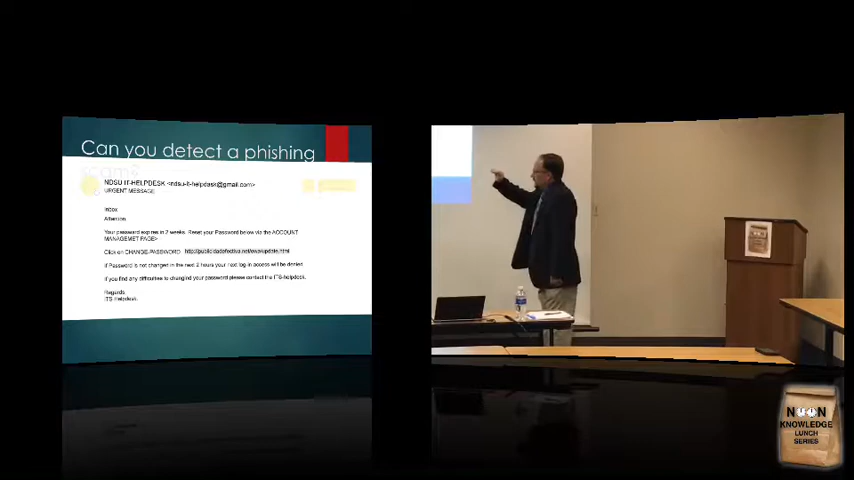 Can you detect a phishing
scam?
NDSU IT-HELPDESK <ndsu-it-helpdesk@gmail.com>
URGENT MESSAGE
Inbox
Attention
Your password expires in 2 weeks. Reset your Password below via the ACCOUNT
MANAGEMET PAGE>
Click on CHANGE-PASSWORD
If Password is not changed in the next 2 hours your next log-in access will be denied
If you find any difficulties to changind your password please contact the ITS-helpdesk.
Regards
ITS Helpdesk.
NOON
KNOWLEDGE
LUNCH
SERIES